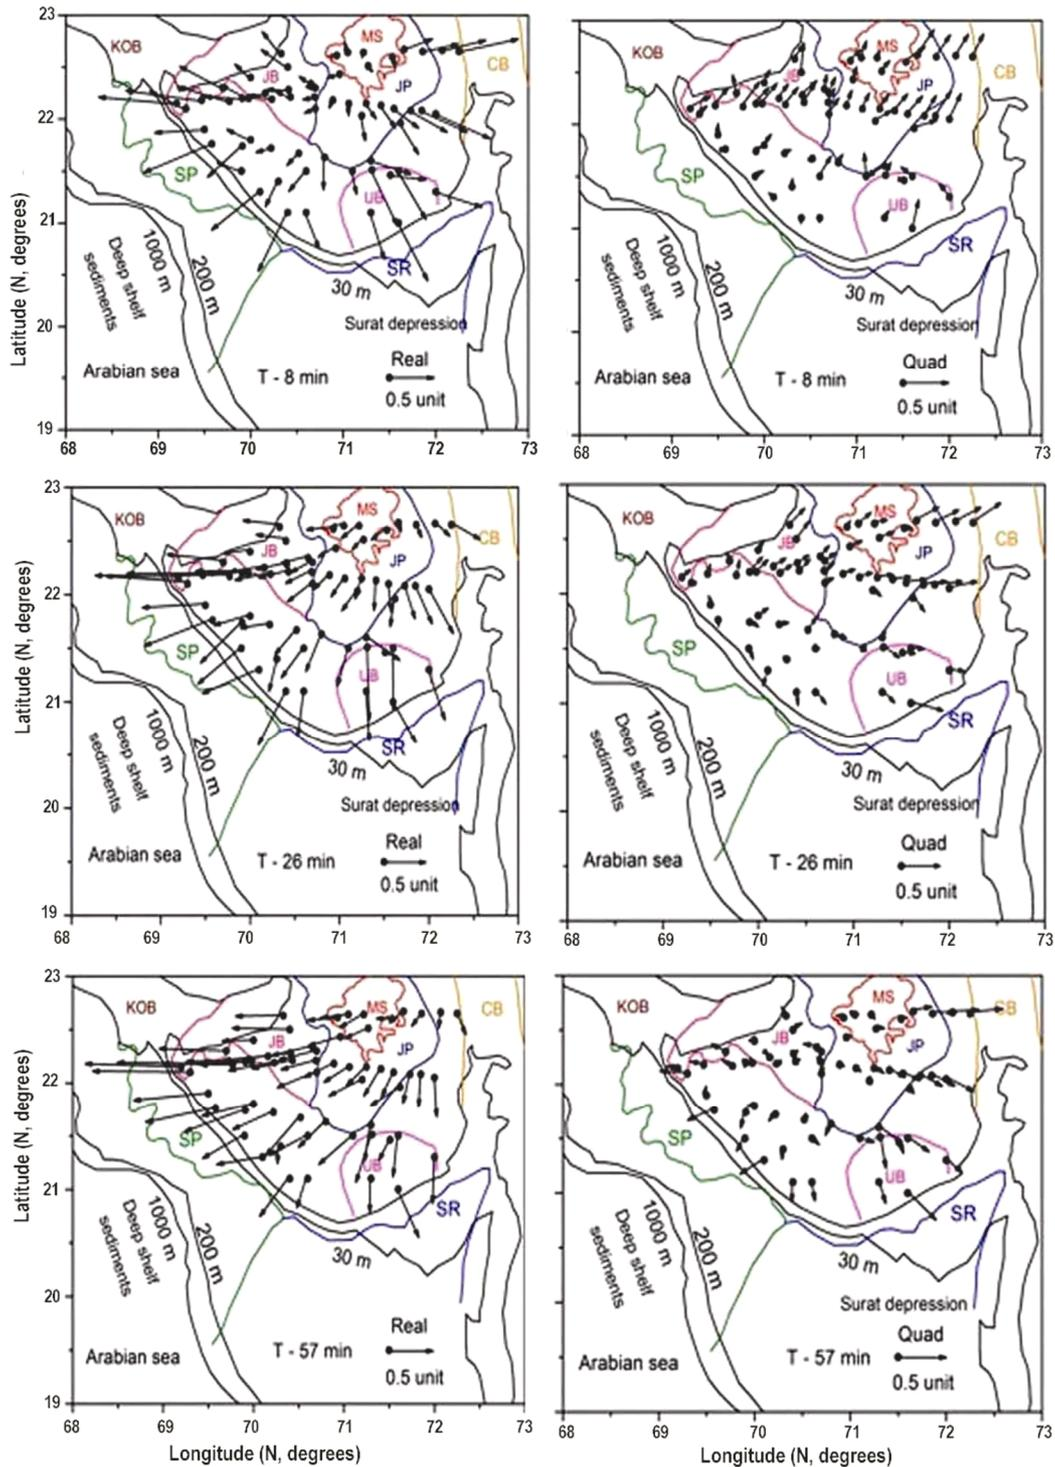 23
KOB
MS
CB
JB
JP
22
SP
UB
21
SR
Deep shelf
sediments
1000 m
200 m
30 m
20
Surat depression
Arabian sea
T - 8 min
Real
0.5 unit
19
68 69 70 71 72 73
Latitude (N, degrees)
KOB
MS
CB
JB
JP
SP
UB
SR
Deep shelf
sediments
1000 m
200 m
30 m
Surat depression
Arabian sea
T - 8 min
Quad
0.5 unit
68 69 70 71 72 73
23
KOB
MS
CB
JB
JP
22
SP
UB
21
SR
Deep shelf
sediments
1000 m
200 m
30 m
20
Surat depression
Arabian sea
T - 26 min
Real
0.5 unit
19
68 69 70 71 72 73
Latitude (N, degrees)
KOB
MS
CB
JB
JP
SP
UB
SR
Deep shelf
sediments
1000 m
200 m
30 m
Surat depression
Arabian sea
T - 26 min
Quad
0.5 unit
68 69 70 71 72 73
23
KOB
MS
CB
JB
JP
22
SP
UB
21
SR
Deep shelf
sediments
1000 m
200 m
30 m
20
Arabian sea
T - 57 min
Real
0.5 unit
19
68 69 70 71 72 73
Latitude (N, degrees)
Longitude (N, degrees)
KOB
MS
CB
JB
JP
SP
UB
SR
Deep shelf
sediments
1000 m
200 m
30 m
Surat depression
Arabian sea
T - 57 min
Quad
0.5 unit
68 69 70 71 72 73
Longitude (N, degrees)